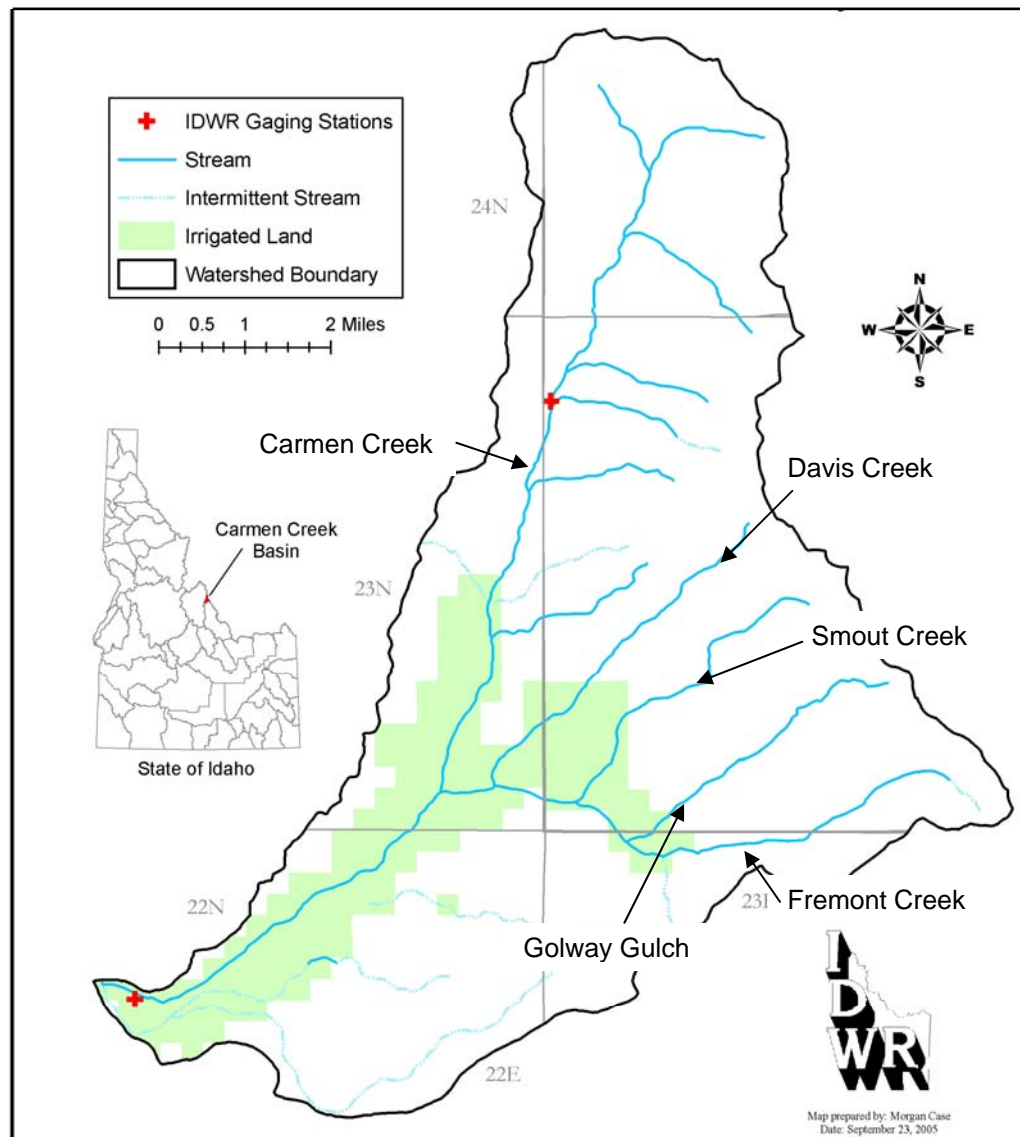 IDWR Gaging Stations
Stream
Intermittent Stream
Irrigated Land
Watershed Boundary
0 0.5 1 2 Miles
24N
N
W E
S
Carmen Creek
Davis Creek
Carmen Creek
Basin
23N
Smout Creek
State of Idaho
22N
Fremont Creek
Golway Gulch
22E
I
D
WR
Map prepared by: Morgan Case
Date: September 23, 2005